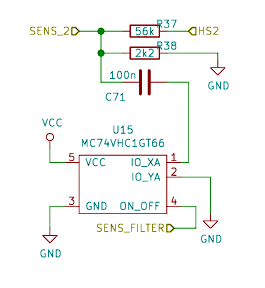 SENS_2 R37 56k HS2
R38 2k2
100n
C71
GND
U15
MC74VHC1GT66
VCC
5 VCC IO_XA 1
IO_YA 2
3 GND ON_OFF 4
SENS_FILTER
GND
GND